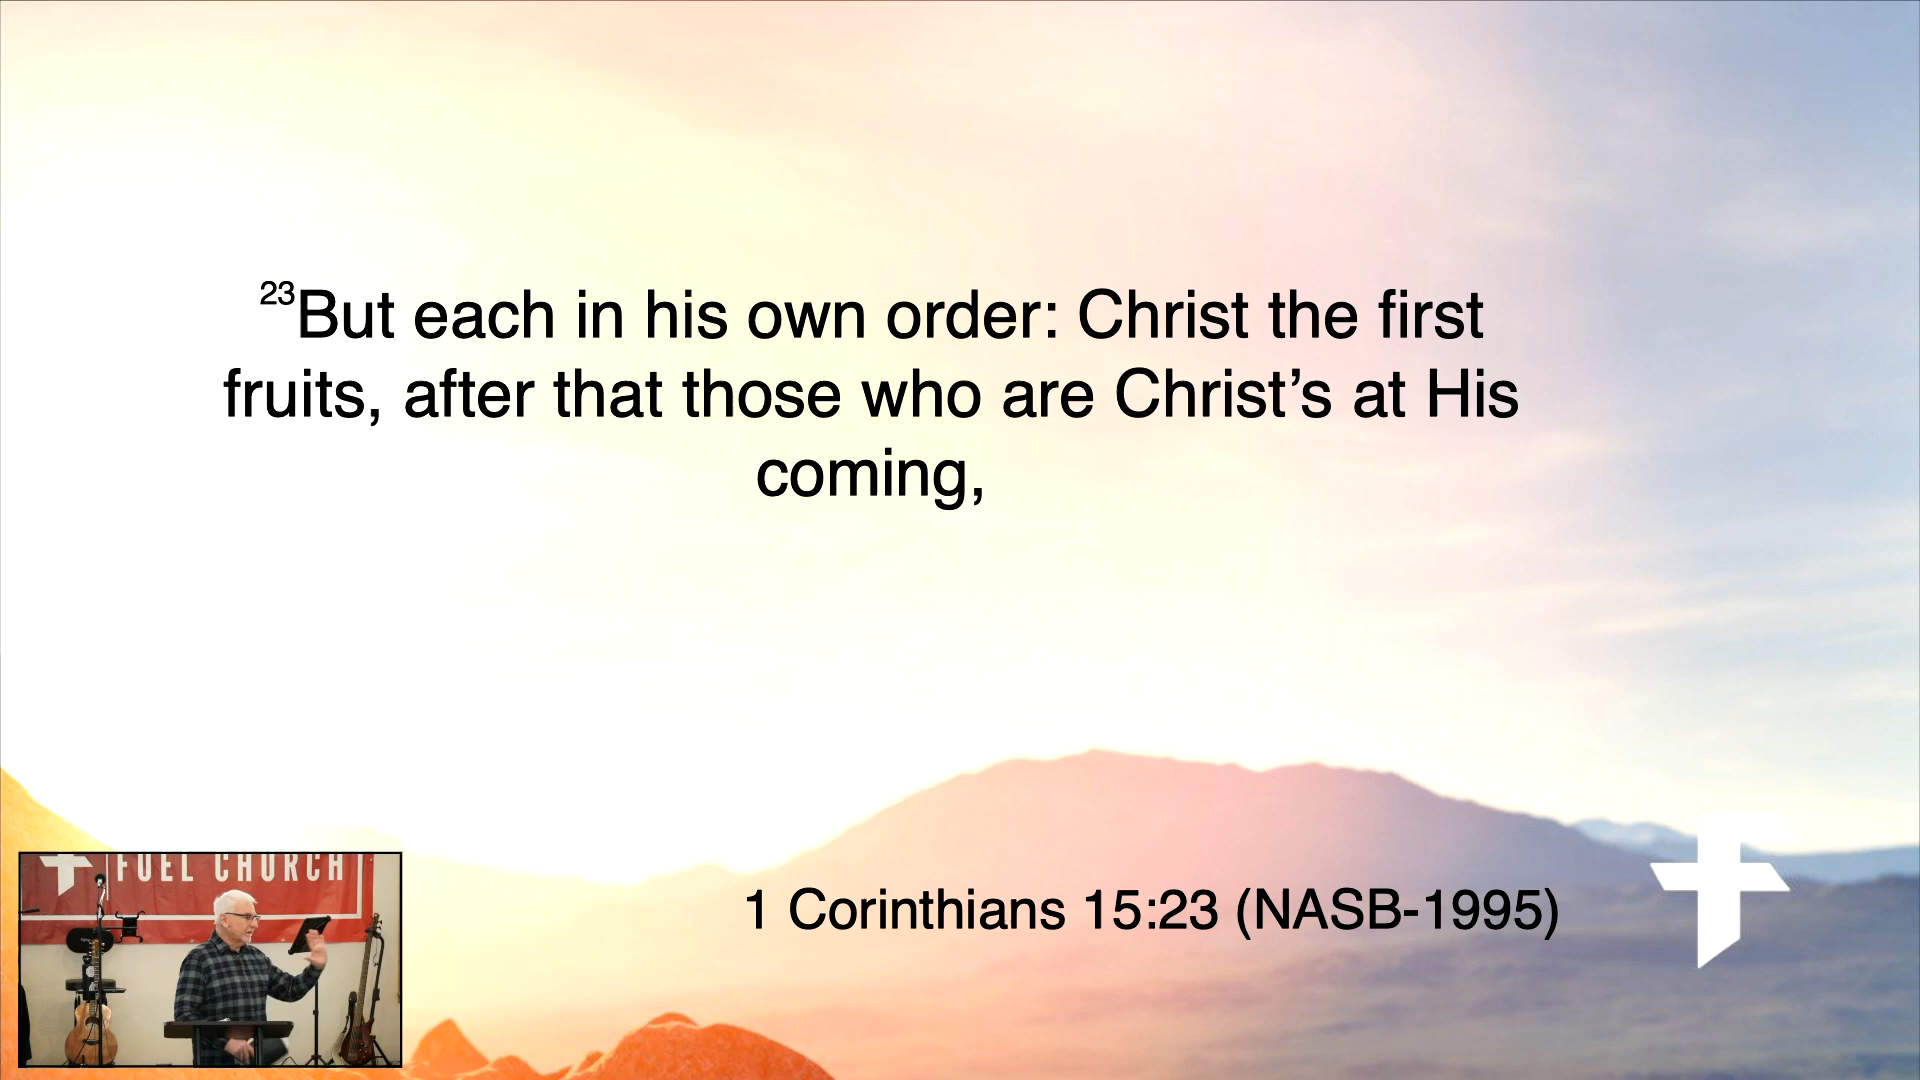 23But each in his own order: Christ the first
fruits, after that those who are Christ’s at His
coming,
1 Corinthians 15:23 (NASB-1995)
FUEL CHURCH